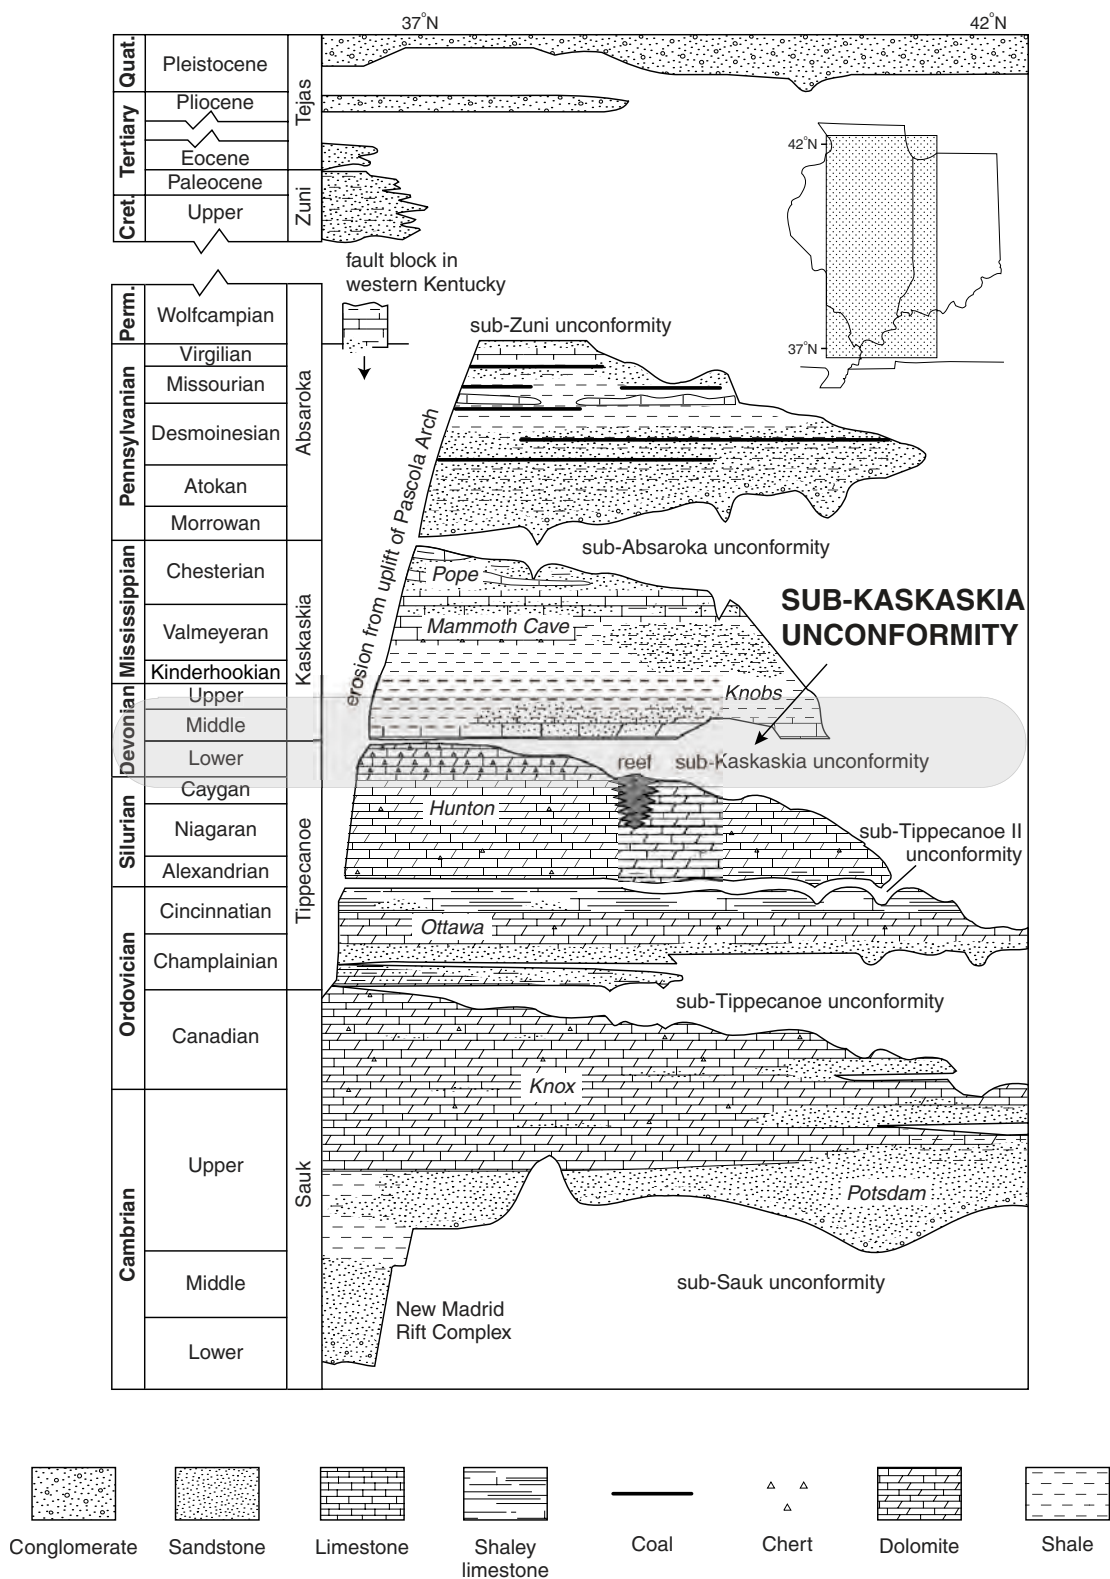 37°N
42°N
Quat.
Pleistocene
Tejas
Tertiary
Pliocene
Eocene
Paleocene
Zuni
Cret.
Upper
42°N
37°N
fault block in
western Kentucky
Perm.
Wolfcampian
Absaroka
sub-Zuni unconformity
Pennsylvanian
Virgilian
Missourian
Desmoinesian
Atokan
Morrowan
erosion from uplift of Pascola Arch
sub-Absaroka unconformity
Mississippian
Chesterian
Kaskaskia
Pope
SUB-KASKASKIA
UNCONFORMITY
Valmeyeran
Mammoth Cave
Kinderhookian
Devonian
Upper
Knobs
Middle
Lower
reef
sub-Kaskaskia unconformity
Silurian
Caygan
Hunton
Niagaran
Tippecanoe
sub-Tippecanoe II
unconformity
Alexandrian
Ordovician
Cincinnatian
Ottawa
Champlainian
sub-Tippecanoe unconformity
Canadian
Knox
Cambrian
Upper
Sauk
Potsdam
Middle
sub-Sauk unconformity
New Madrid
Rift Complex
Lower
Conglomerate
Sandstone
Limestone
Shaley
limestone
Coal
Chert
Dolomite
Shale